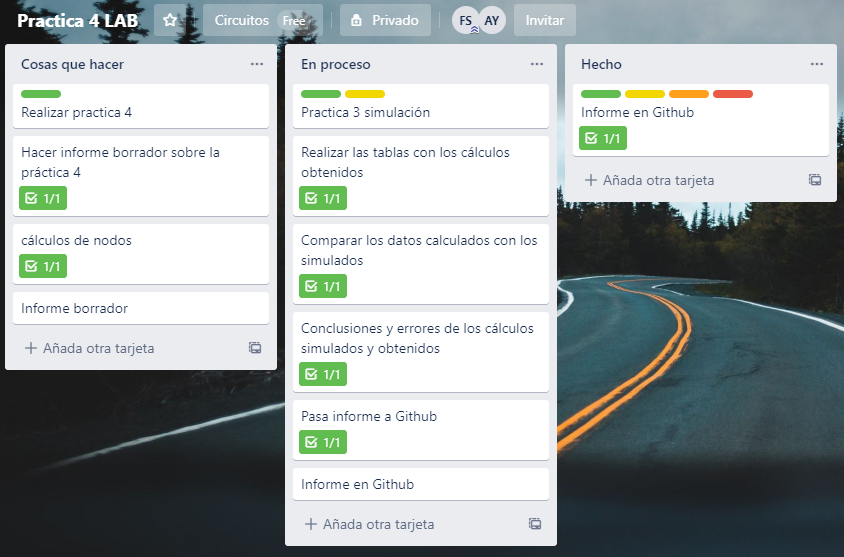 Practica 4 LAB
Circuitos Free
Privado
FS AY
Invitar
Cosas que hacer
Realizar practica 4
Hacer informe borrador sobre la
práctica 4
1/1
cálculos de nodos
1/1
Informe borrador
Añada otra tarjeta
En proceso
Practica 3 simulación
Realizar las tablas con los cálculos
obtenidos
1/1
Comparar los datos calculados con los
simulados
1/1
Conclusiones y errores de los cálculos
simulados y obtenidos
1/1
Pasa informe a Github
1/1
Informe en Github
Añada otra tarjeta
Hecho
Informe en Github
1/1
Añada otra tarjeta